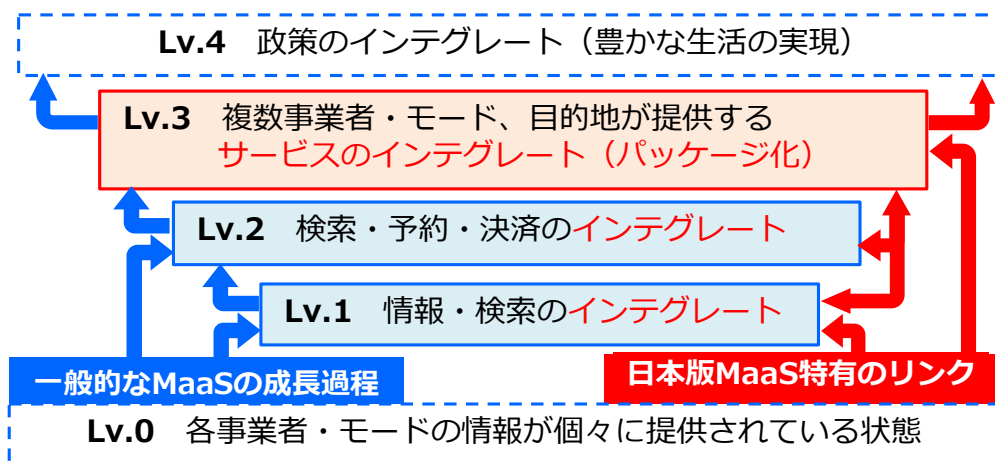 Lv.4 政策のインテグレート（豊かな生活の実現）
Lv.3 複数事業者・モード、目的地が提供する
サービスのインテグレート（パッケージ化）
Lv.2 検索・予約・決済のインテグレート
Lv.1 情報・検索のインテグレート
一般的なMaaSの成長過程
日本版MaaS特有のリンク
Lv.0 各事業者・モードの情報が個々に提供されている状態